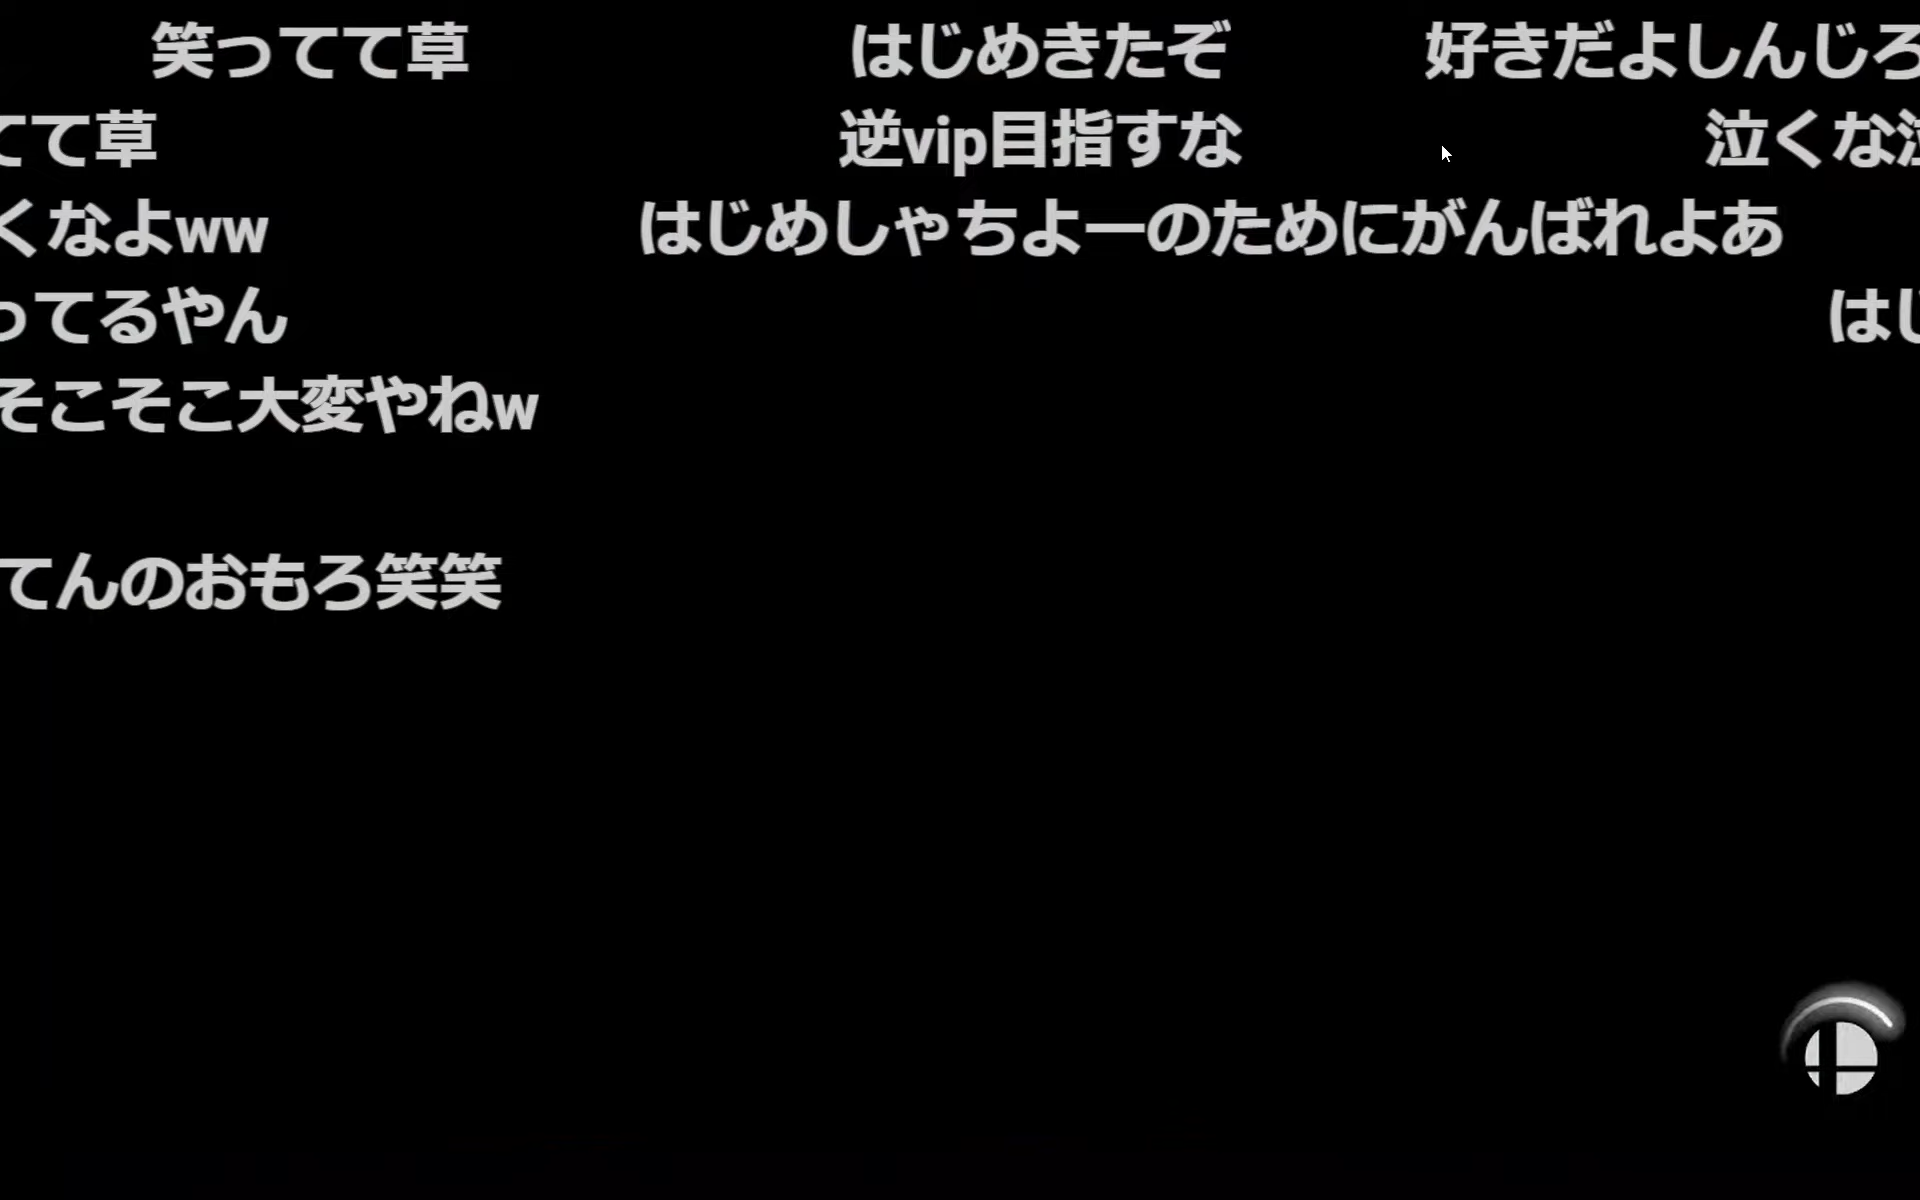 笑ってて草 はじめきたぞ 好きだよしんじろ
てて草 逆vip目指すな 泣くな
くなよww はじめしゃちよーのためにがんばれよあ
ってるやん はじ
そこそこ大変やねw
てんのおもろ笑笑